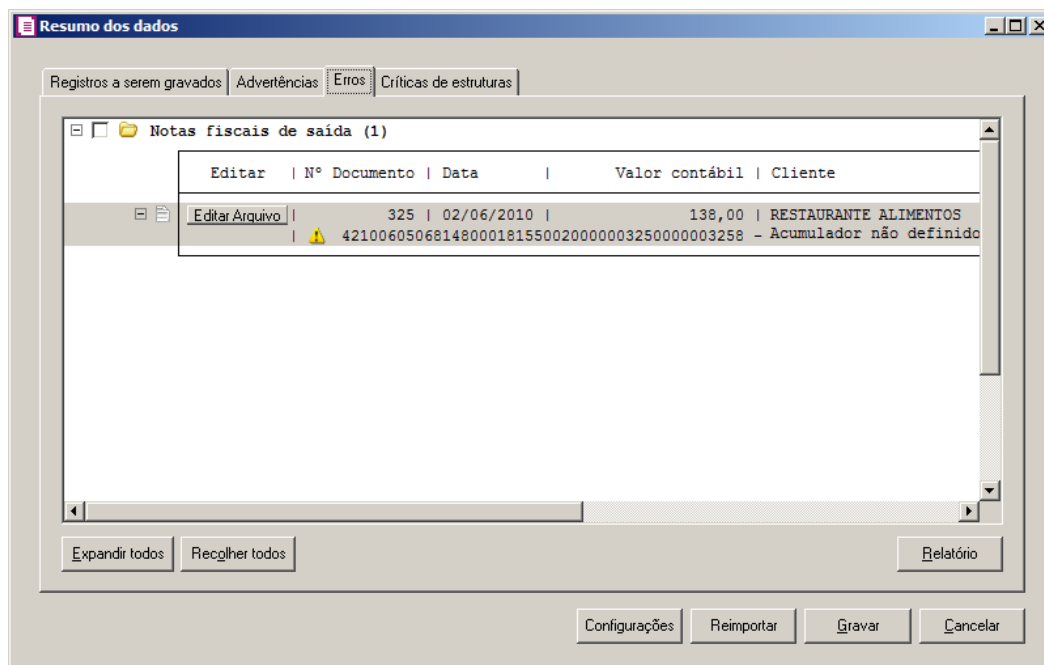 Resumo dos dados
Registros a serem gravados Advertências Erros Críticas de estruturas
Notas fiscais de saída (1)
Editar | Nº Documento | Data | Valor contábil | Cliente
Editar Arquivo | 325 | 02/06/2010 | 138,00 | RESTAURANTE ALIMENTOS
| 42100605068148000181550020000003250000003258 – Acumulador não definido
Expandir todos Recolher todos Relatório
Configurações Reimportar Gravar Cancelar